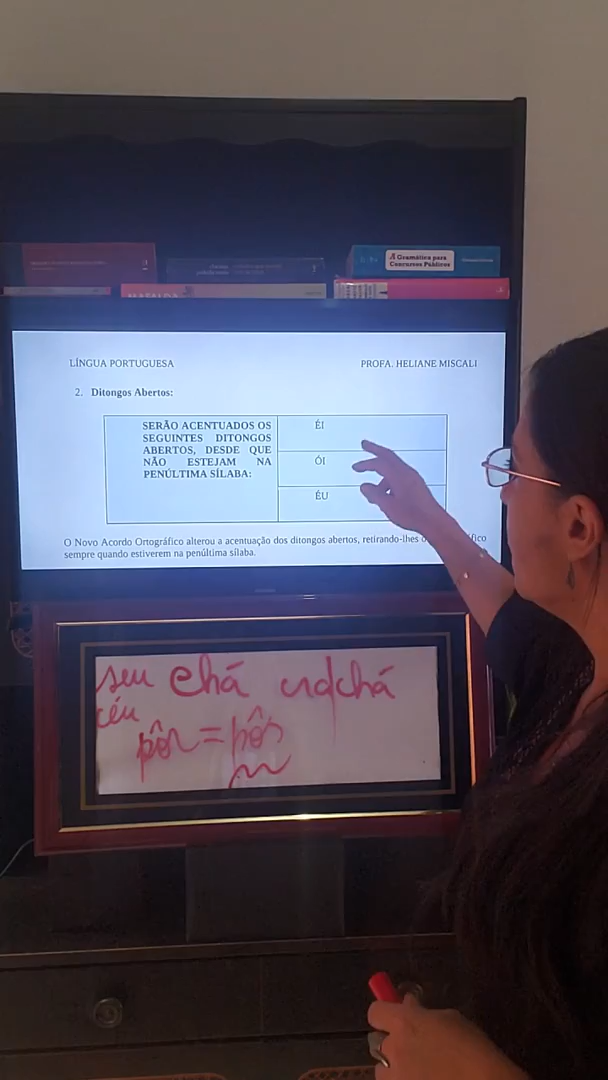 A Gramática para
Concursos Públicos
LÍNGUA PORTUGUESA PROFA. HELIANE MISCALI
2. Ditongos Abertos:
SERÃO ACENTUADOS OS
SEGUINTES DITONGOS
ABERTOS, DESDE QUE
NÃO ESTEJAM NA
PENÚLTIMA SÍLABA:
ÉI
ÓI
ÉU
O Novo Acordo Ortográfico alterou a acentuação dos ditongos abertos, retirando-lhes o
sempre quando estiverem na penúltima sílaba.
seu chá
céu
pôr = pôs